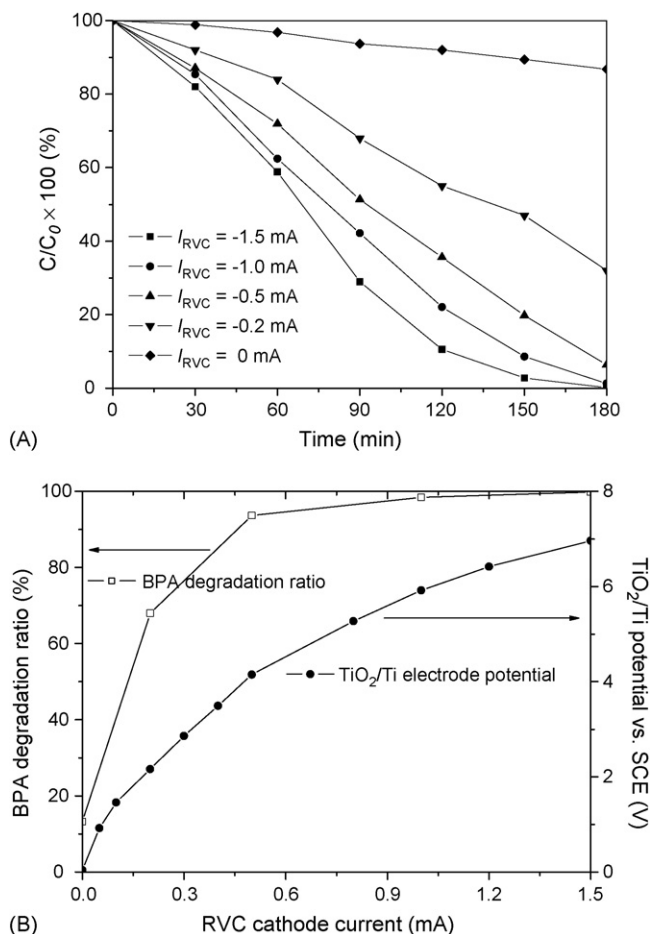 100
80
60
40
20
0
C/C0 × 100 (%)
IRVC = -1.5 mA
IRVC = -1.0 mA
IRVC = -0.5 mA
IRVC = -0.2 mA
IRVC = 0 mA
0 30 60 90 120 150 180
(A)
Time (min)
100
80
60
40
20
0
BPA degradation ratio (%)
8
6
4
2
0
TiO2/Ti potential vs. SCE (V)
BPA degradation ratio
TiO2/Ti electrode potential
0.0 0.3 0.6 0.9 1.2 1.5
(B)
RVC cathode current (mA)